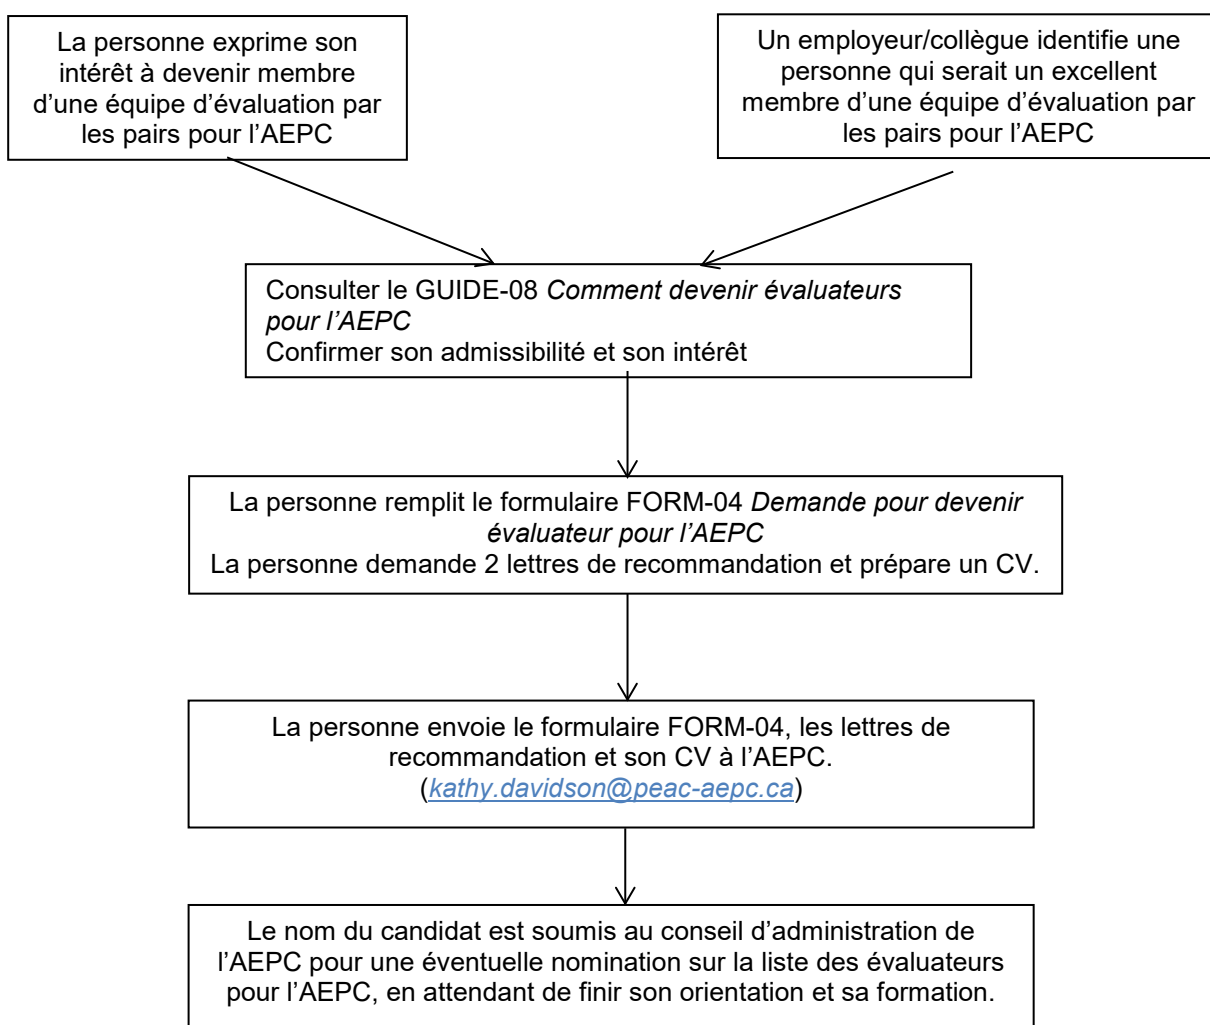 La personne exprime son
intérêt à devenir membre
d’une équipe d’évaluation par
les pairs pour l’AEPC
Un employeur/collègue identifie une
personne qui serait un excellent
membre d’une équipe d’évaluation par
les pairs pour l’AEPC
Consulter le GUIDE-08 Comment devenir évaluateurs
pour l’AEPC
Confirmer son admissibilité et son intérêt
La personne remplit le formulaire FORM-04 Demande pour devenir
évaluateur pour l’AEPC
La personne demande 2 lettres de recommandation et prépare un CV.
La personne envoie le formulaire FORM-04, les lettres de
recommandation et son CV à l’AEPC.
(kathy.davidson@peac-aepc.ca)
Le nom du candidat est soumis au conseil d’administration de
l’AEPC pour une éventuelle nomination sur la liste des évaluateurs
pour l’AEPC, en attendant de finir son orientation et sa formation.